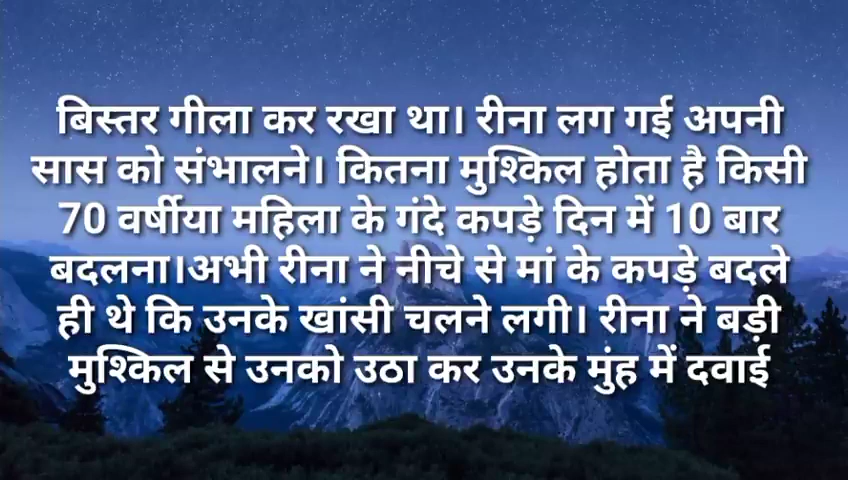 बिस्तर गीला कर रखा था। रीना लग गई अपनी
सास को संभालने। कितना मुश्किल होता है किसी
70 वर्षीया महिला के गंदे कपड़े दिन में 10 बार
बदलना।अभी रीना ने नीचे से मां के कपड़े बदले
ही थे कि उनके खांसी चलने लगी। रीना ने बड़ी
मुश्किल से उनको उठा कर उनके मुंह में दवाई